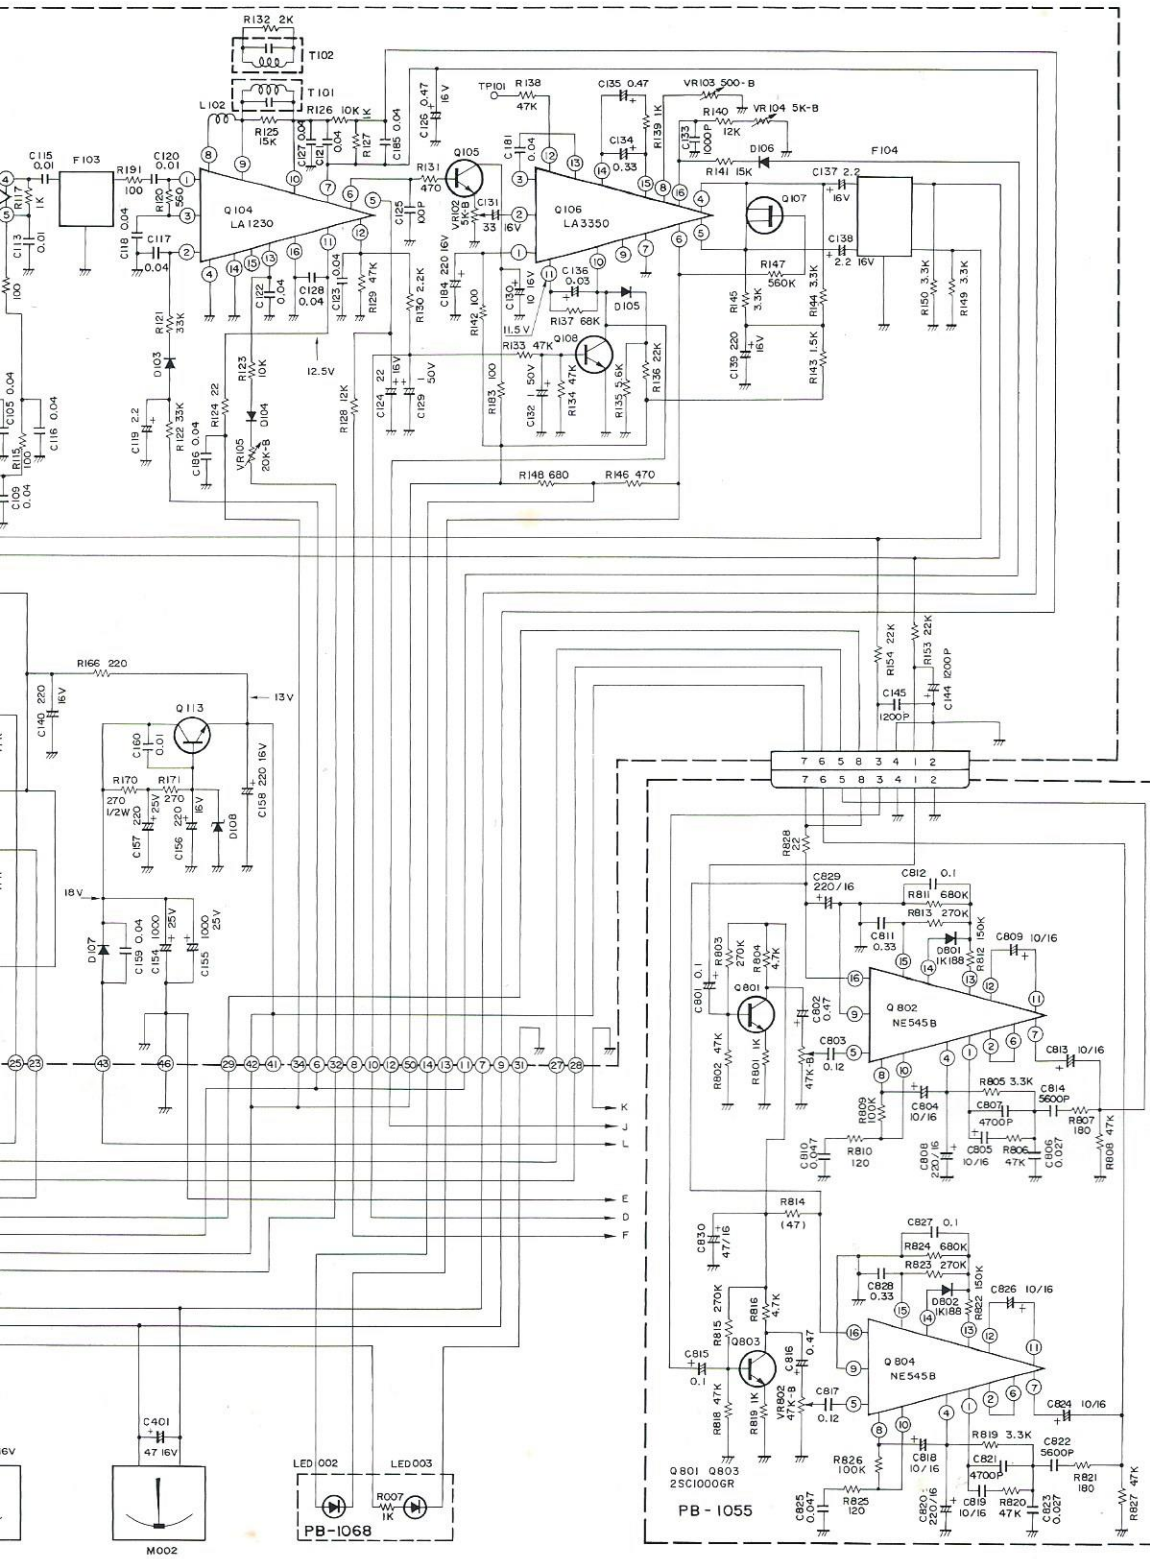 R132 2K
T102
T101
L102
R126 10K
R125 15K
C127 0.04
C121 0.04
R127 1K
C185 0.04
C126 0.47 16V
TP101
R138 47K
C135 0.47
C134 0.33
R139 1K
VR103 500-B
C133 1000P
R140 12K
VR104 5K-B
D106
R141 15K
F104
C115 0.01
F103
R191 100
C120 0.01
R120 560
R117 1K
C113 0.01
C118 0.04
C117 0.04
Q104 LA1230
R131 470
Q105
C181 0.04
C125 100P
VR102 5K-B
C131 33 16V
Q106 LA3350
Q107
C137 2.2 16V
C138 2.2 16V
R147 560K
R145 3.3K
R144 3.3K
R150 3.3K
R149 3.3K
100
R121 33K
D103
C119 2.2
R122 33K
C122 0.04
C128 0.04
C123 0.04
R129 47K
R130 2.2K
C184 220 16V
R142 100
C130 10 16V
C136 0.03
R137 68K
D105
11.5V
Q108
R133 47K
C132 1 50V
R134 47K
R135 5.6K
R136 22K
C139 220 16V
R143 1.5K
R123 10K
12.5V
D104
R124 22
VR105 20K-B
C186 0.04
R128 12K
C124 22 16V
C129 1 50V
R183 100
C105 0.04
C116 0.04
R115 100
C109 0.04
R148 680
R146 470
R154 22K
R153 22K
C144 1200P
C145 1200P
R166 220
C140 220 16V
13V
Q113
C160 0.01
R170 270 1/2W
R171 270
C157 220 25V
C156 220 16V
D108
C158 220 16V
18V
D107
C159 0.04
C154 1000 25V
C155 1000 25V
7 6 5 8 3 4 1 2
7 6 5 8 3 4 1 2
R828 22
C829 220/16
C812 0.1
R811 680K
R813 270K
C811 0.33
D801 1K188
R812 150K
C809 10/16
R803 270K
R804 4.7K
C801 0.1
Q801
C802 0.47
Q802 NE545B
C803 0.12
47K-B
R802 47K
R801 1K
C813 10/16
R809 100K
C804 10/16
R805 3.3K
C807 4700P
C814 5600P
R807 180
R808 47K
C810 0.047
R810 120
C808 220/16
C805 10/16
R806 47K
C806 0.027
25 23 43 46 29 42 41 34 6 32 8 10 12 50 14 13 11 7 9 31 27 28
K
J
L
E
D
F
C830 47/16
R814 (47)
C827 0.1
R824 680K
R823 270K
C828 0.33
D802 1K188
R822 150K
C826 10/16
R815 270K
R816 4.7K
Q803
C815 0.1
C816 0.47
Q804 NE545B
VR802 47K-B
C817 0.12
R818 47K
R819 1K
C824 10/16
R819 3.3K
R826 100K
C818 10/16
C821 4700P
C822 5600P
R821 180
R827 47K
C825 0.047
R825 120
C820 220/16
C819 10/16
R820 47K
C823 0.027
Q801 Q803
2SC1000GR
PB-1055
C401 47 16V
M002
LED 002
LED 003
R007 1K
PB-1068